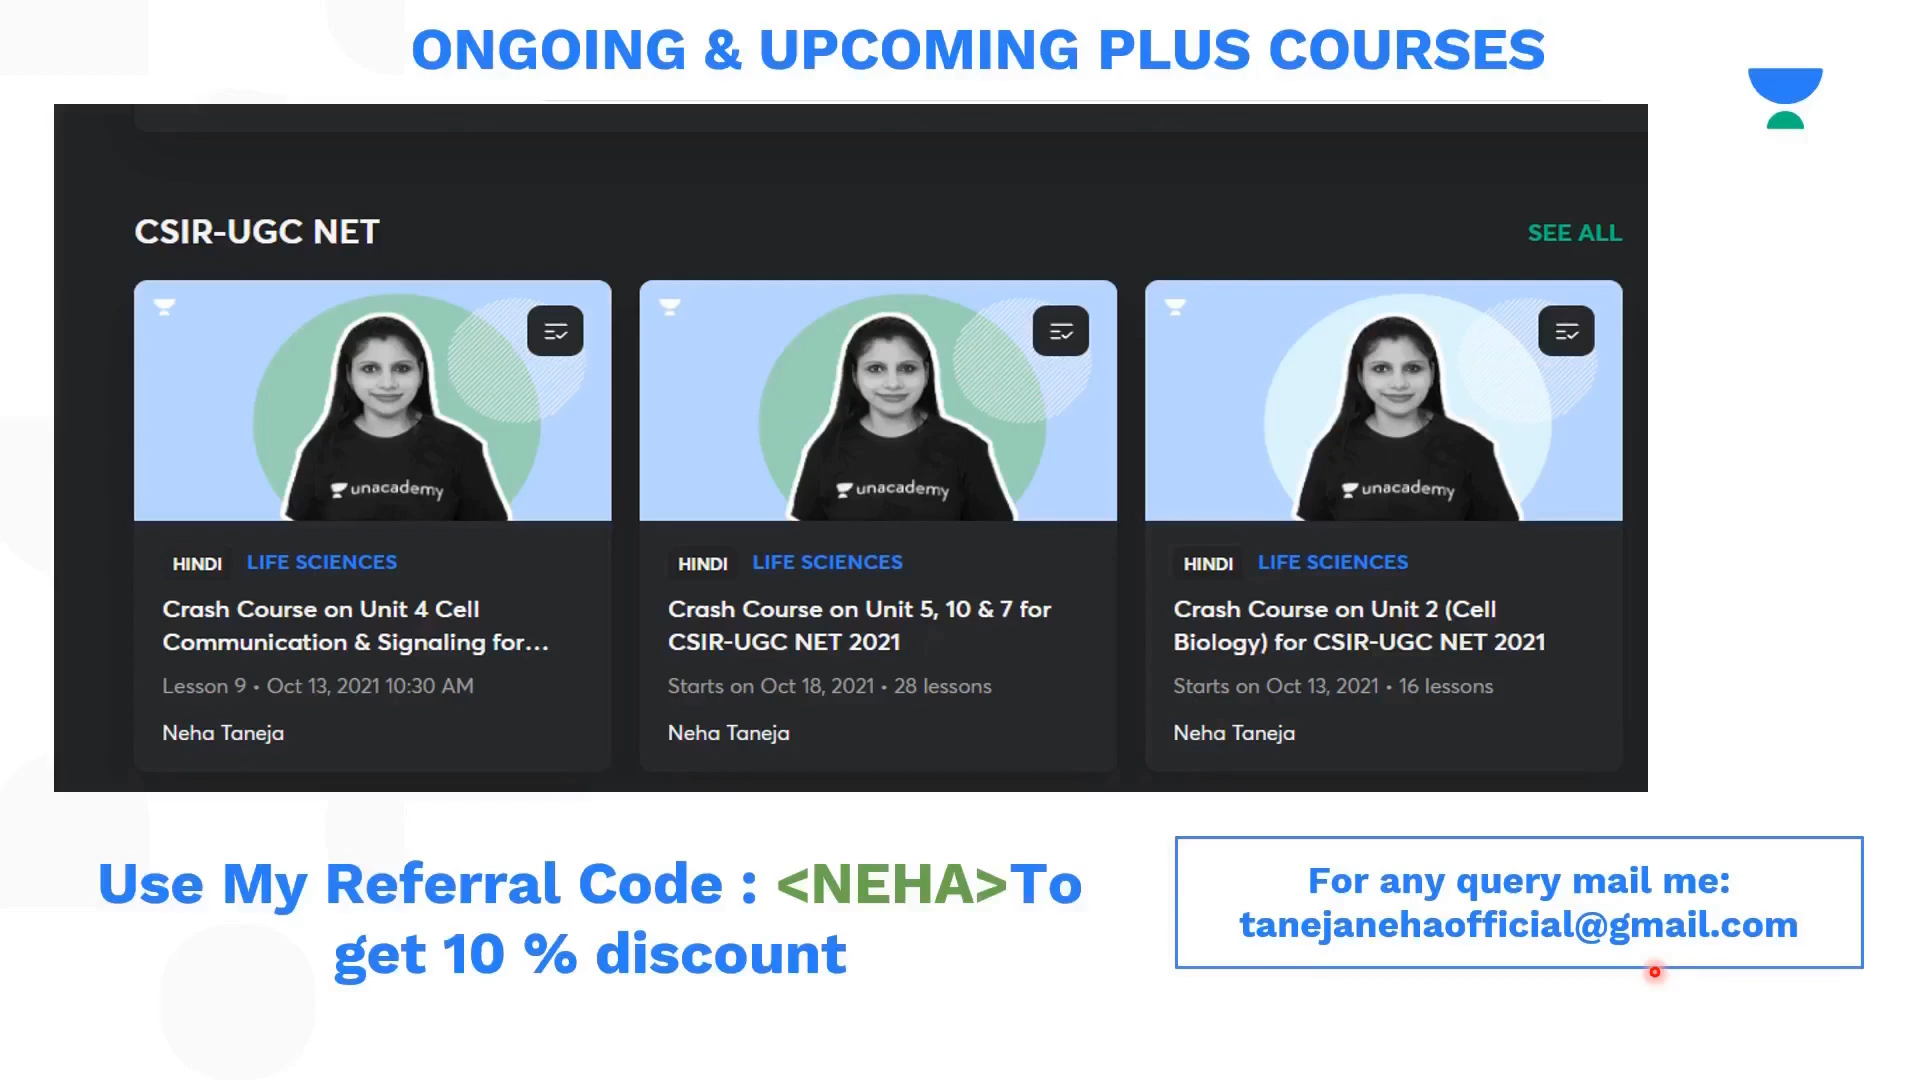 ONGOING & UPCOMING PLUS COURSES
CSIR-UGC NET
SEE ALL
unacademy
unacademy
unacademy
HINDI LIFE SCIENCES
Crash Course on Unit 4 Cell
Communication & Signaling for...
Lesson 9 • Oct 13, 2021 10:30 AM
Neha Taneja
HINDI LIFE SCIENCES
Crash Course on Unit 5, 10 & 7 for
CSIR-UGC NET 2021
Starts on Oct 18, 2021 • 28 lessons
Neha Taneja
HINDI LIFE SCIENCES
Crash Course on Unit 2 (Cell
Biology) for CSIR-UGC NET 2021
Starts on Oct 13, 2021 • 16 lessons
Neha Taneja
Use My Referral Code : <NEHA>To
get 10 % discount
For any query mail me:
tanejanehaofficial@gmail.com